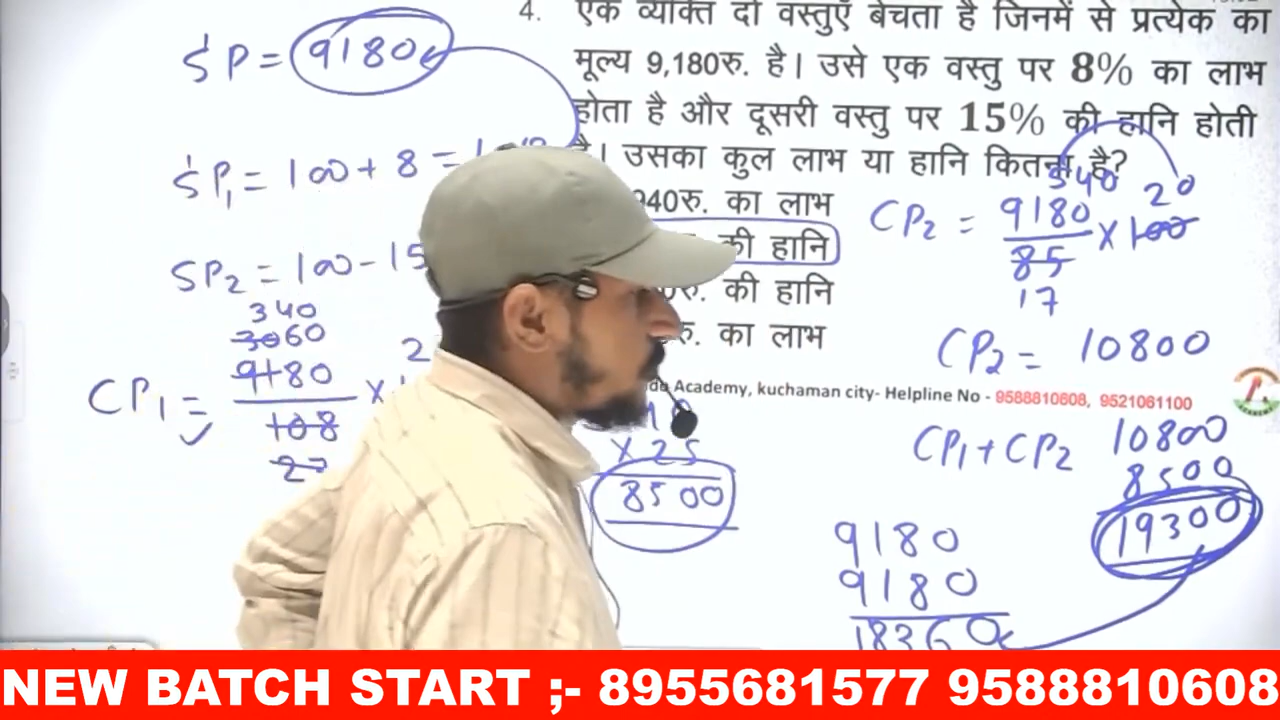 4. एक व्यक्ति दो वस्तुएँ बेचता है जिनमें से प्रत्येक का
मूल्य 9,180रु. है। उसे एक वस्तु पर 8% का लाभ
होता है और दूसरी वस्तु पर 15% की हानि होती
है। उसका कुल लाभ या हानि कितना है?
940रु. का लाभ
की हानि
रु. की हानि
रु. का लाभ
SP = 9180
SP1 = 100 + 8 =
SP2 = 100 - 15
340
3060
9180
CP1 =
108
27
× 25
8500
340 20
CP2 = 9180 × 100
85
17
CP2 = 10800
Academy, kuchaman city- Helpline No - 9588810608, 9521061100
CP1 + CP2 10800
8500
19300
9180
9180
18360
NEW BATCH START ;- 8955681577 9588810608